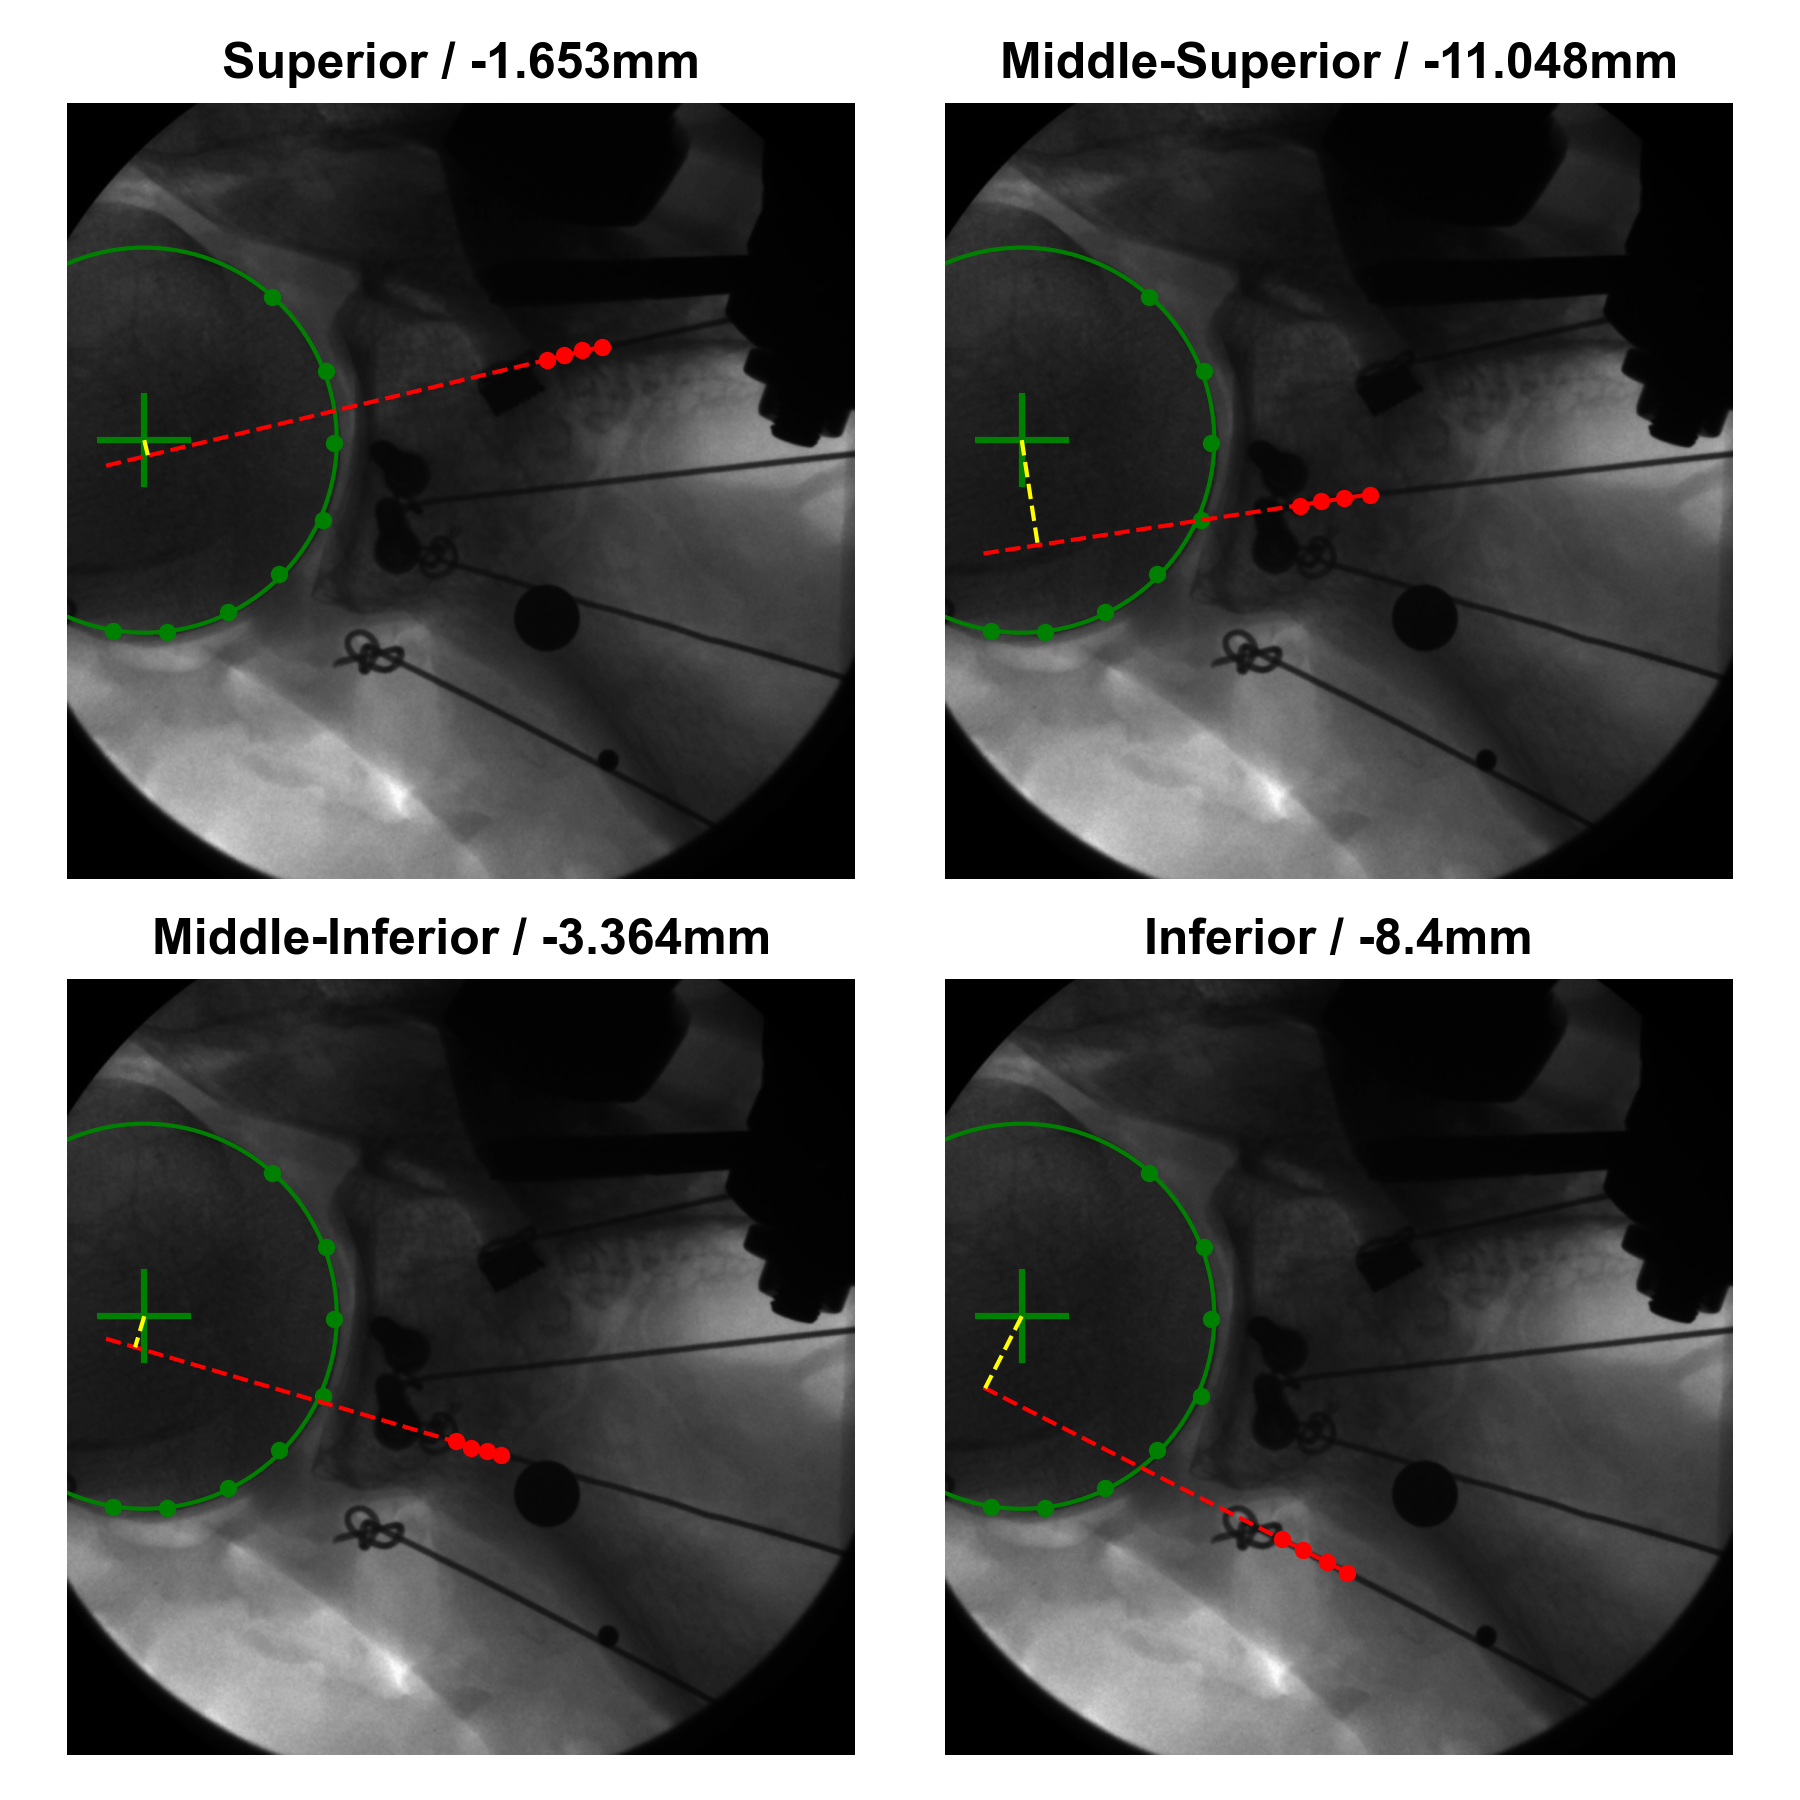 Superior / -1.653mm
Middle-Superior / -11.048mm
Middle-Inferior / -3.364mm
Inferior / -8.4mm